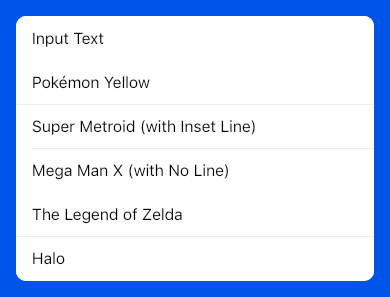 Input Text
Pokémon Yellow
Super Metroid (with Inset Line)
Mega Man X (with No Line)
The Legend of Zelda
Halo